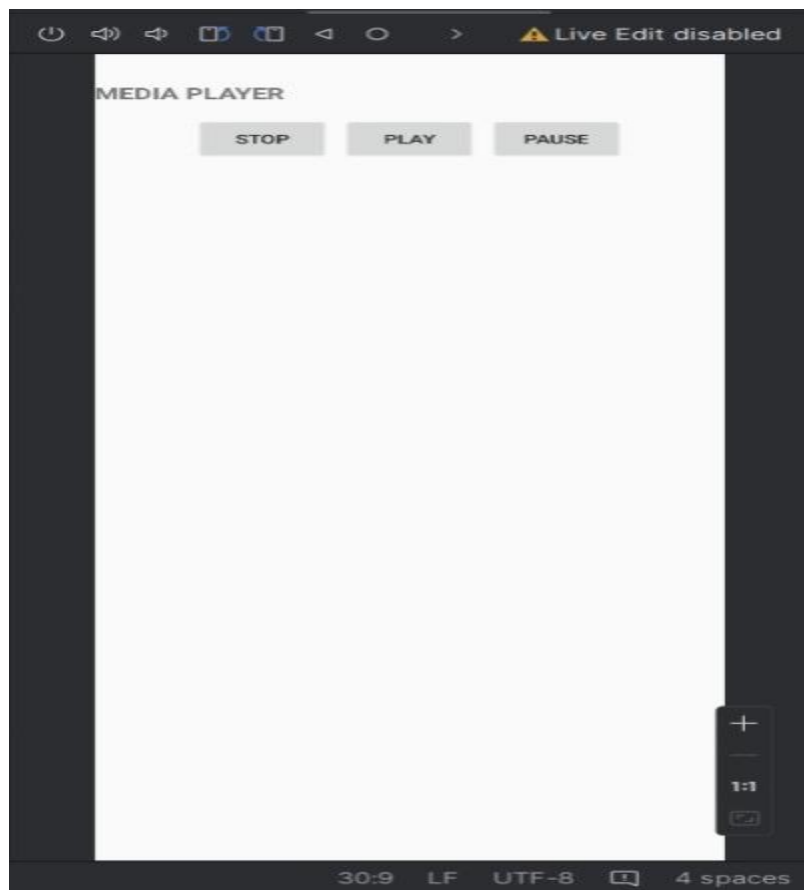 Live Edit disabled
MEDIA PLAYER
STOP PLAY PAUSE
1:1
30:9 LF UTF-8 4 spaces